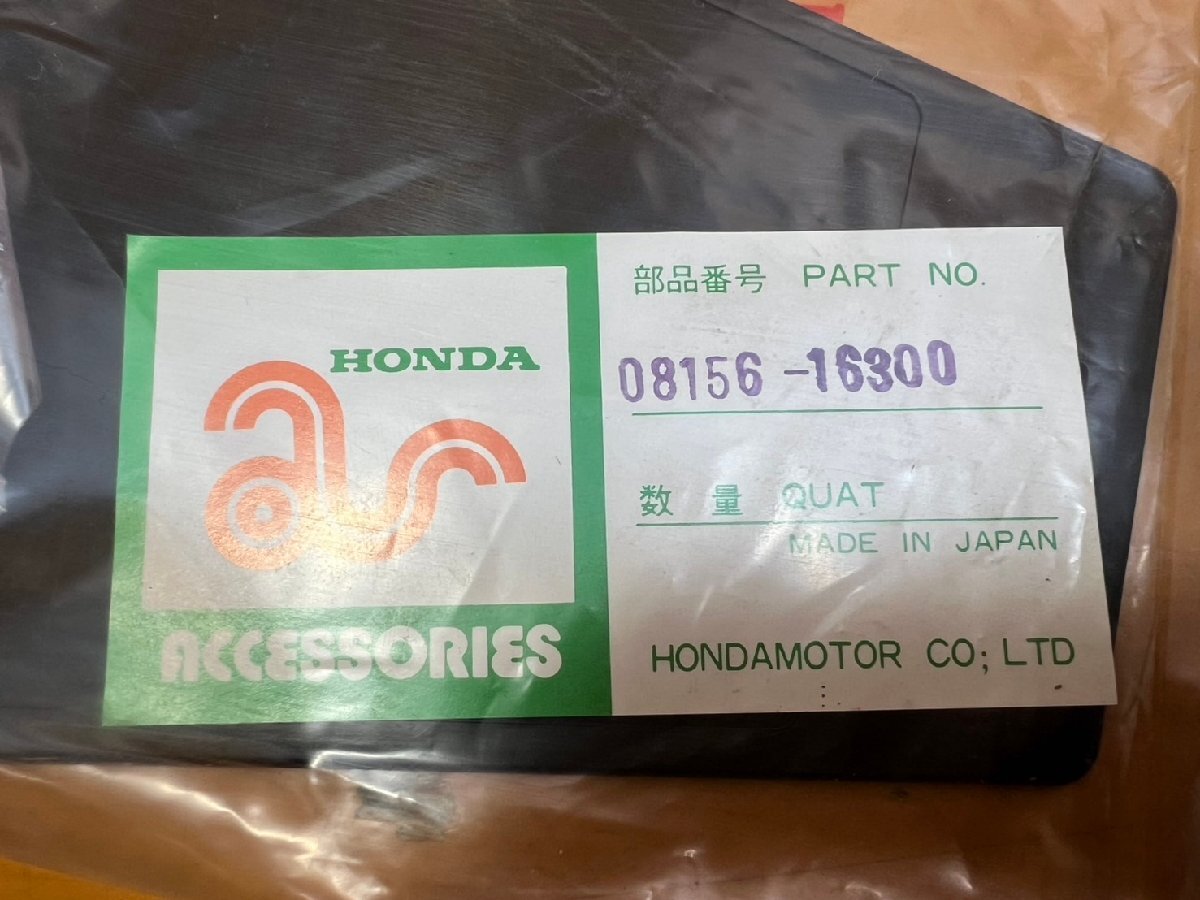 HONDA
ACCESSORIES
部品番号 PART NO.
08156-16300
数 量 QUAT
MADE IN JAPAN
HONDAMOTOR CO; LTD